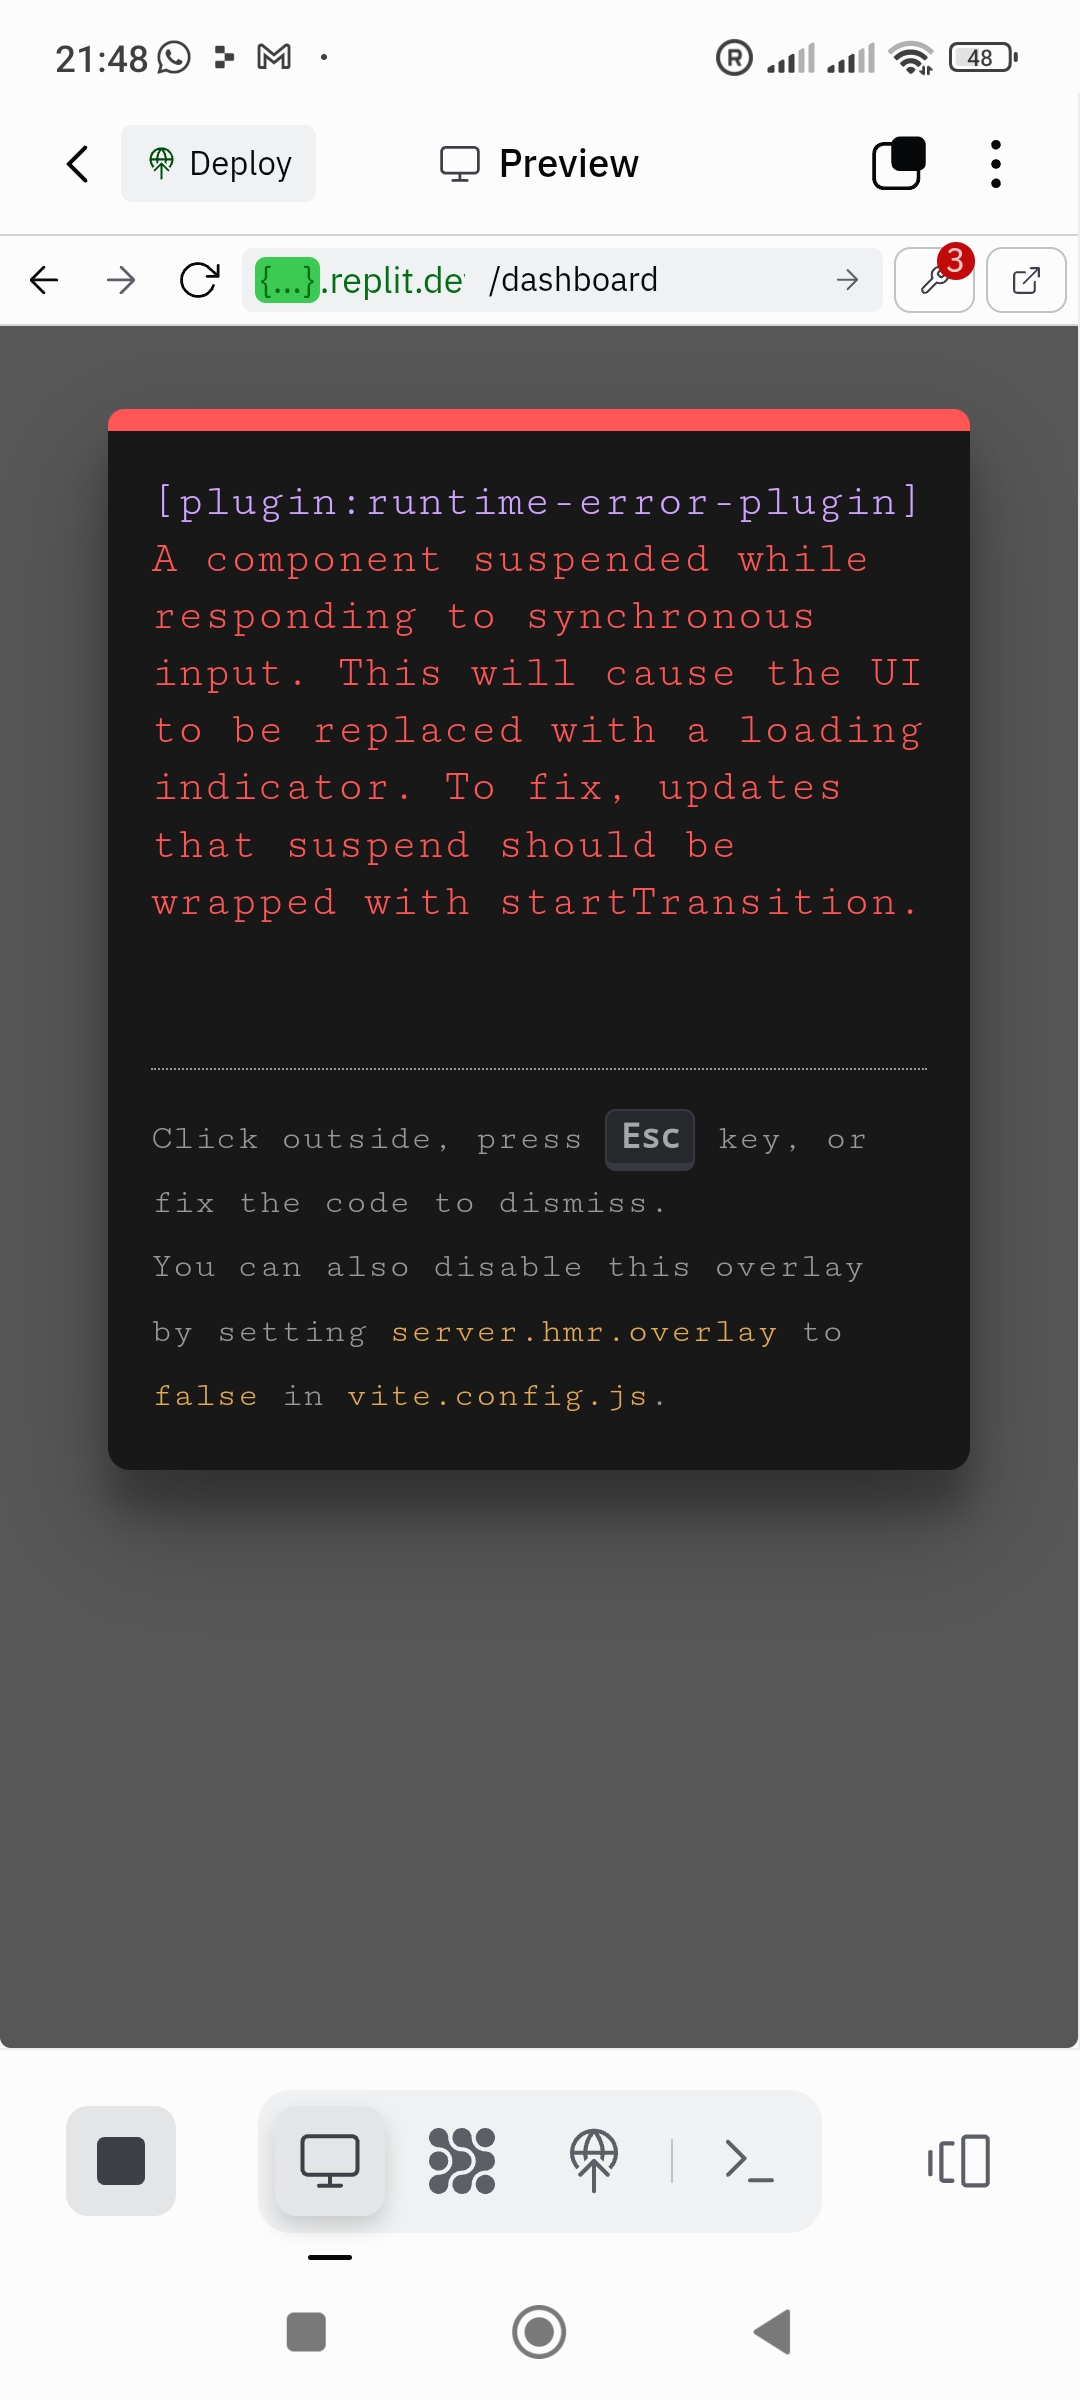 21:48
R
48
Deploy
Preview
{...}.replit.de
/dashboard
3
[plugin:runtime-error-plugin]
A component suspended while
responding to synchronous
input. This will cause the UI
to be replaced with a loading
indicator. To fix, updates
that suspend should be
wrapped with startTransition.
Click outside, press Esc key, or
fix the code to dismiss.
You can also disable this overlay
by setting server.hmr.overlay to
false in vite.config.js.